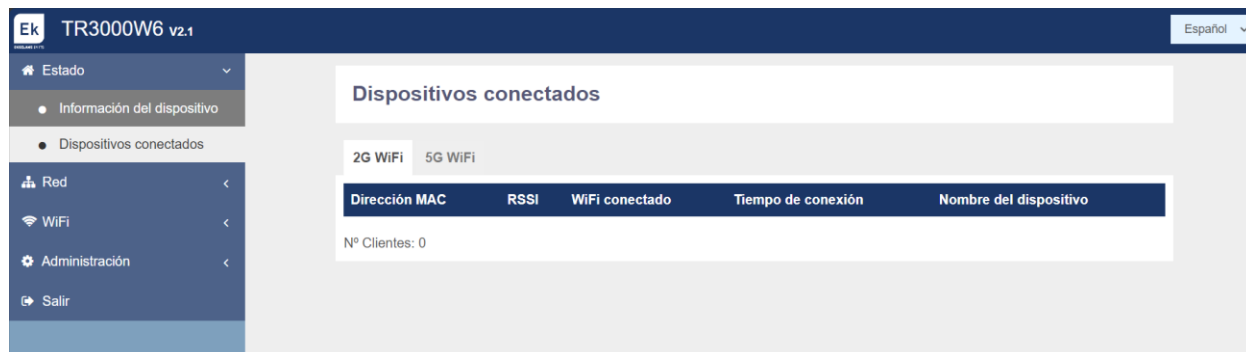 Ek TR3000W6 V2.1
Español
Estado
Información del dispositivo
Dispositivos conectados
Red
WiFi
Administración
Salir
Dispositivos conectados
2G WiFi 5G WiFi
Dirección MAC RSSI WiFi conectado Tiempo de conexión Nombre del dispositivo
Nº Clientes: 0